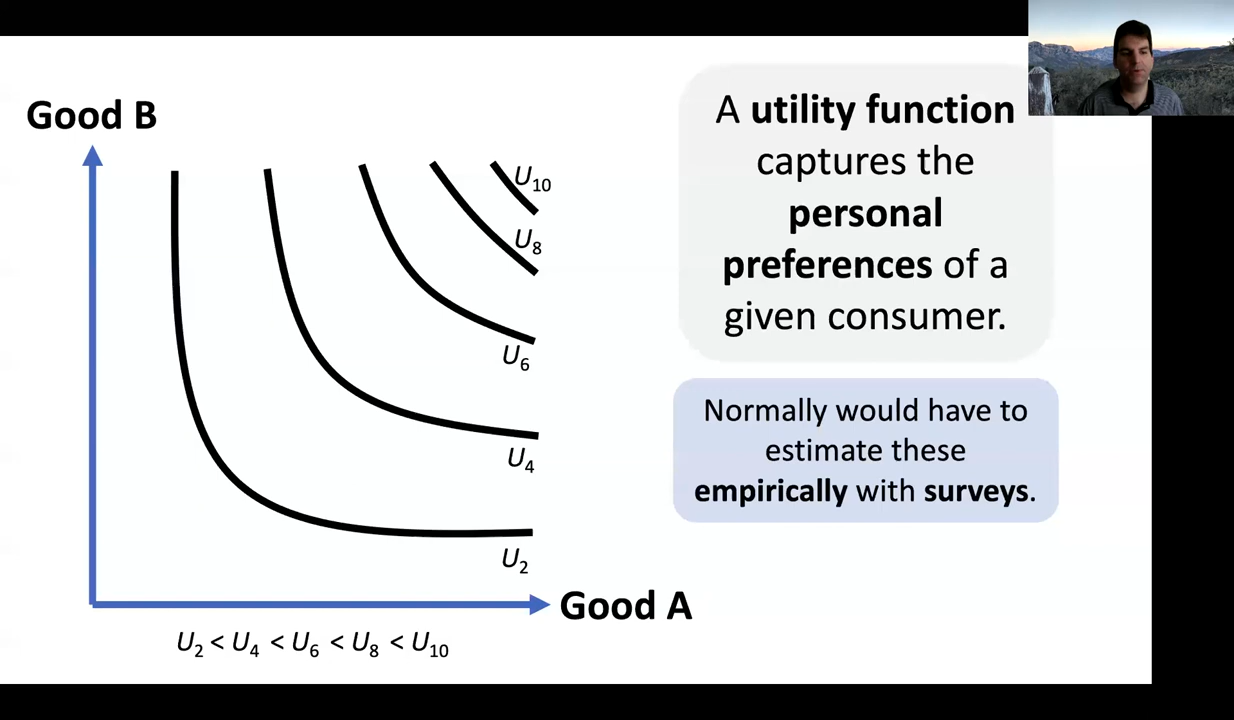 Good B
A utility function
captures the
personal
preferences of a
given consumer.
U10
U8
U6
U4
U2
Normally would have to
estimate these
empirically with surveys.
Good A
U2 < U4 < U6 < U8 < U10